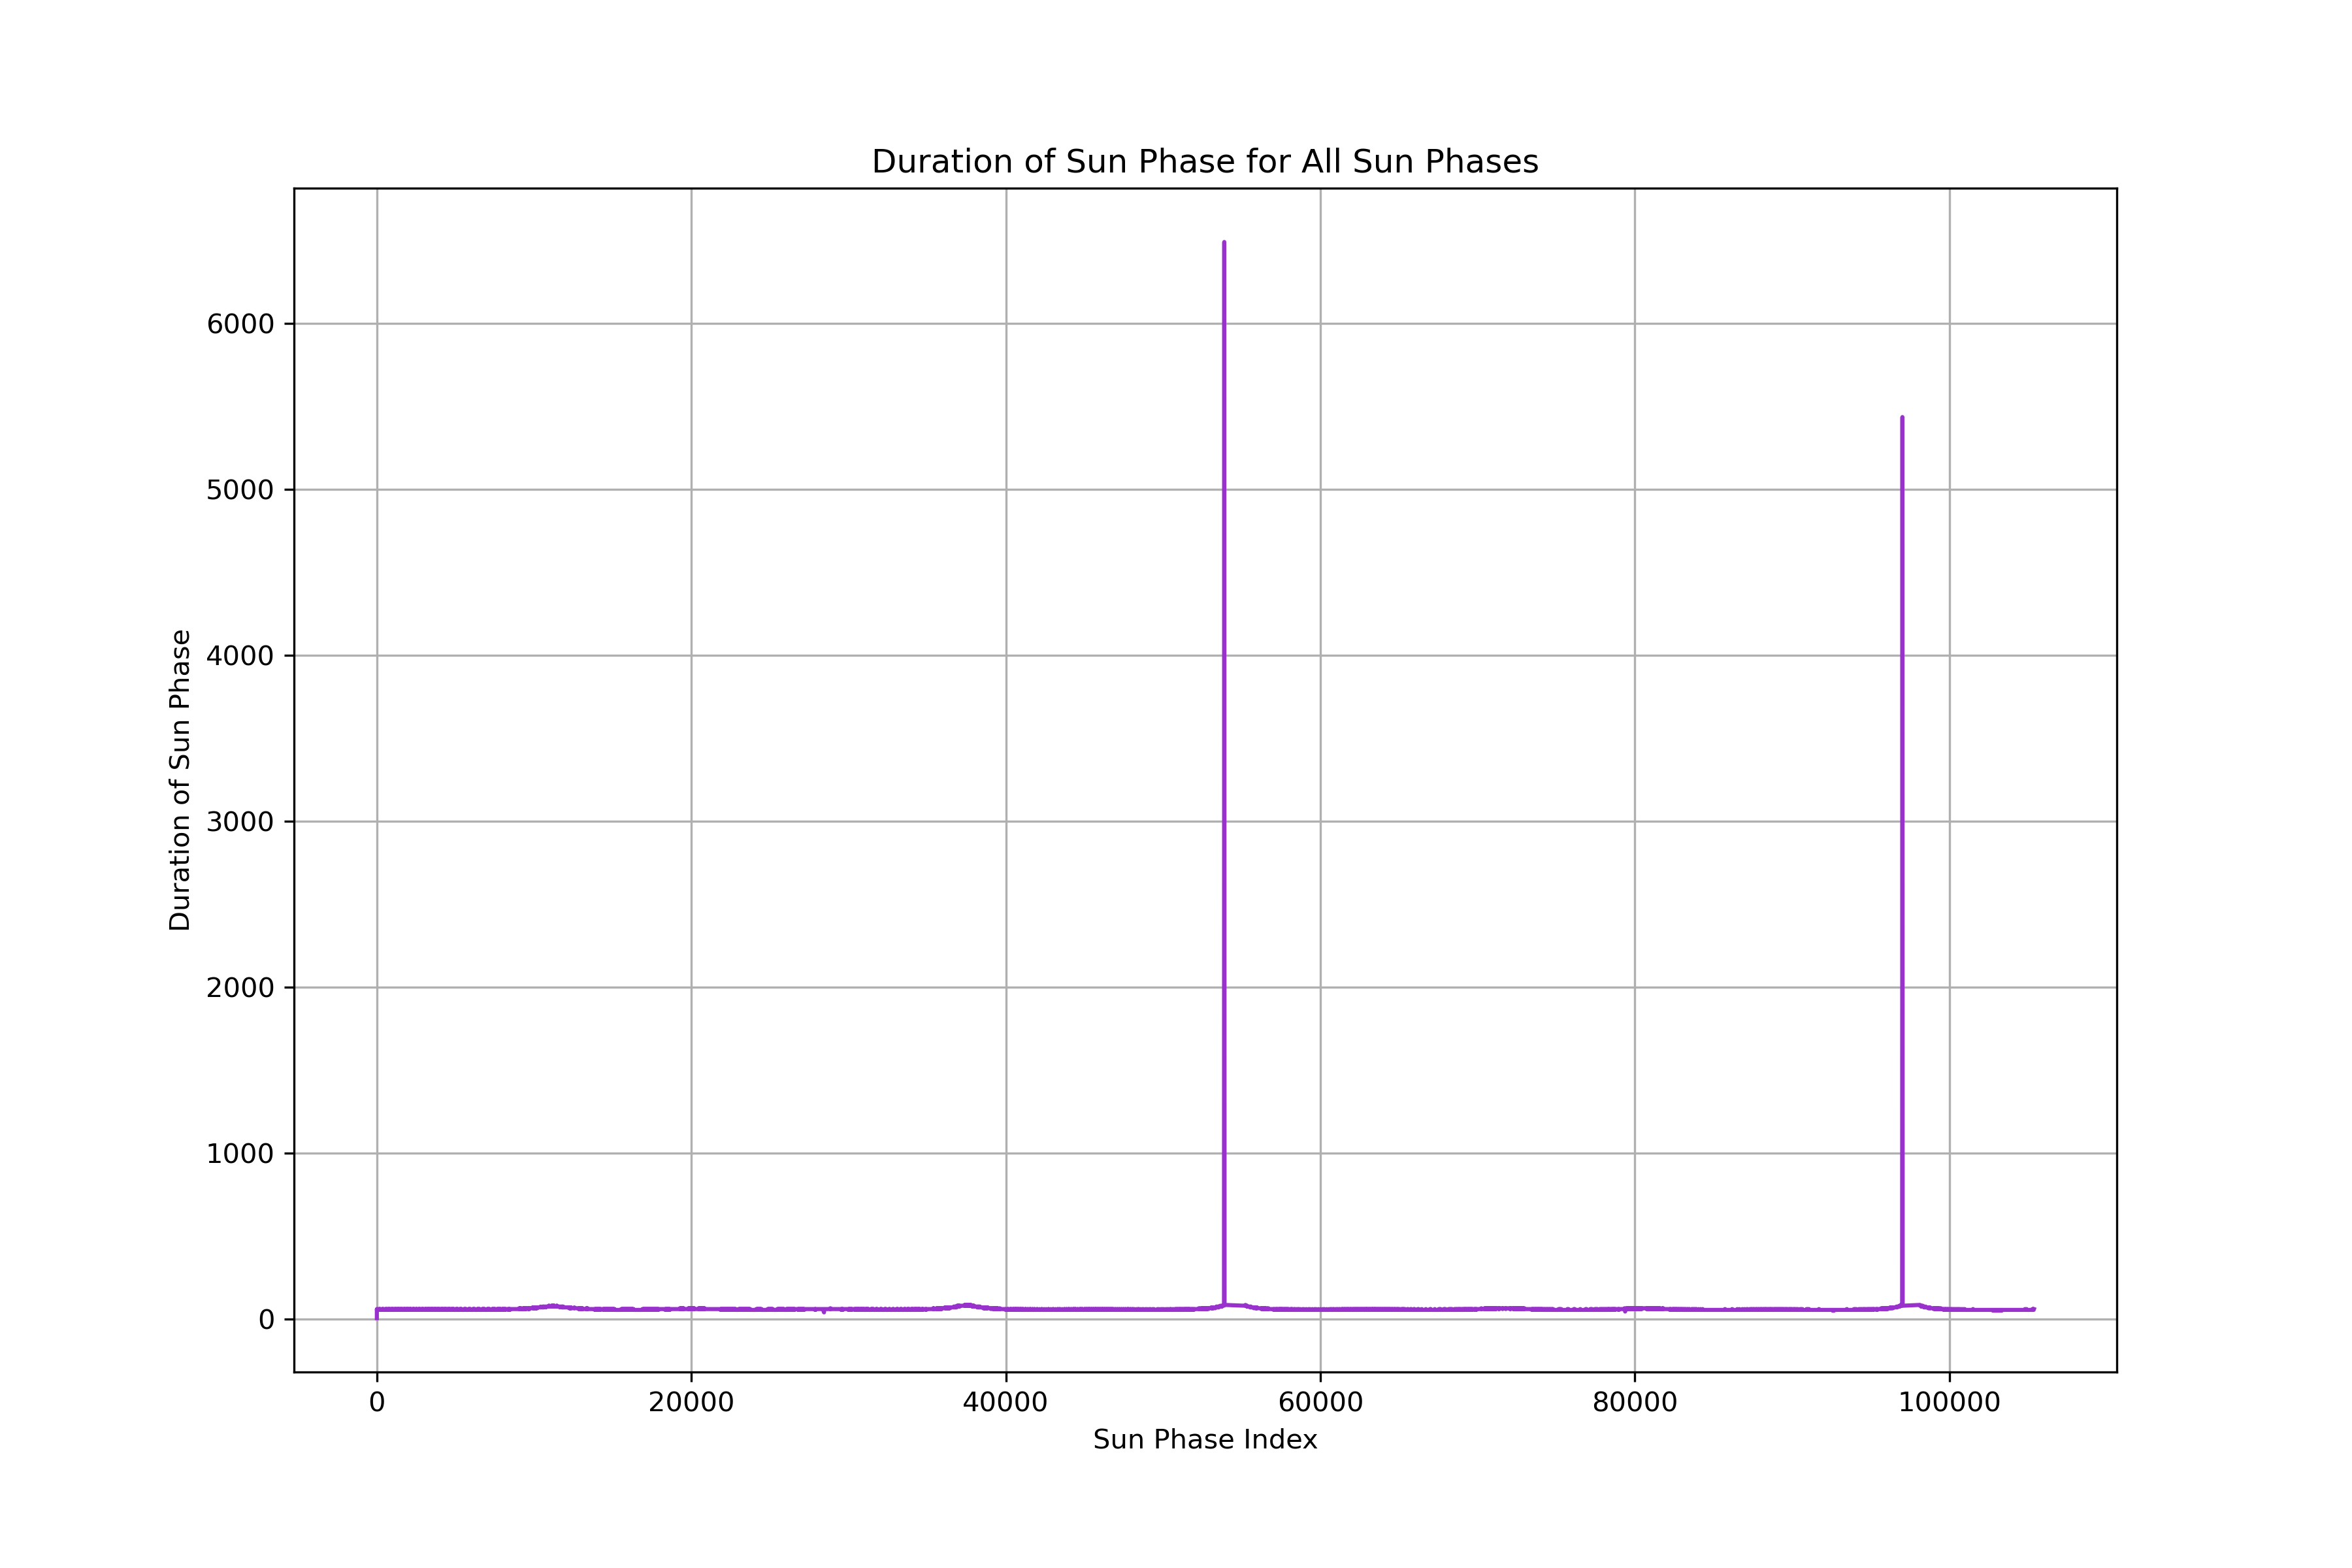 Duration of Sun Phase for All Sun Phases
Duration of Sun Phase
6000
5000
4000
3000
2000
1000
0
0 20000 40000 60000 80000 100000
Sun Phase Index